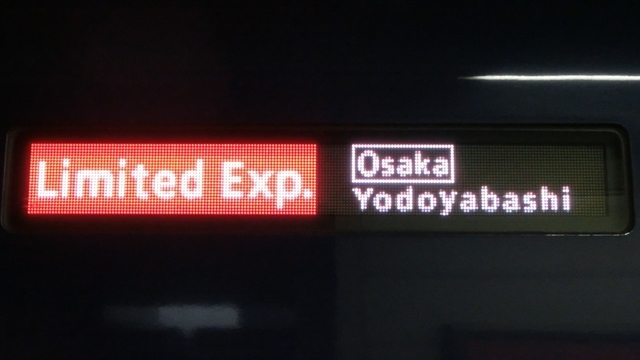 Limited Exp.
Osaka
Yodoyabashi